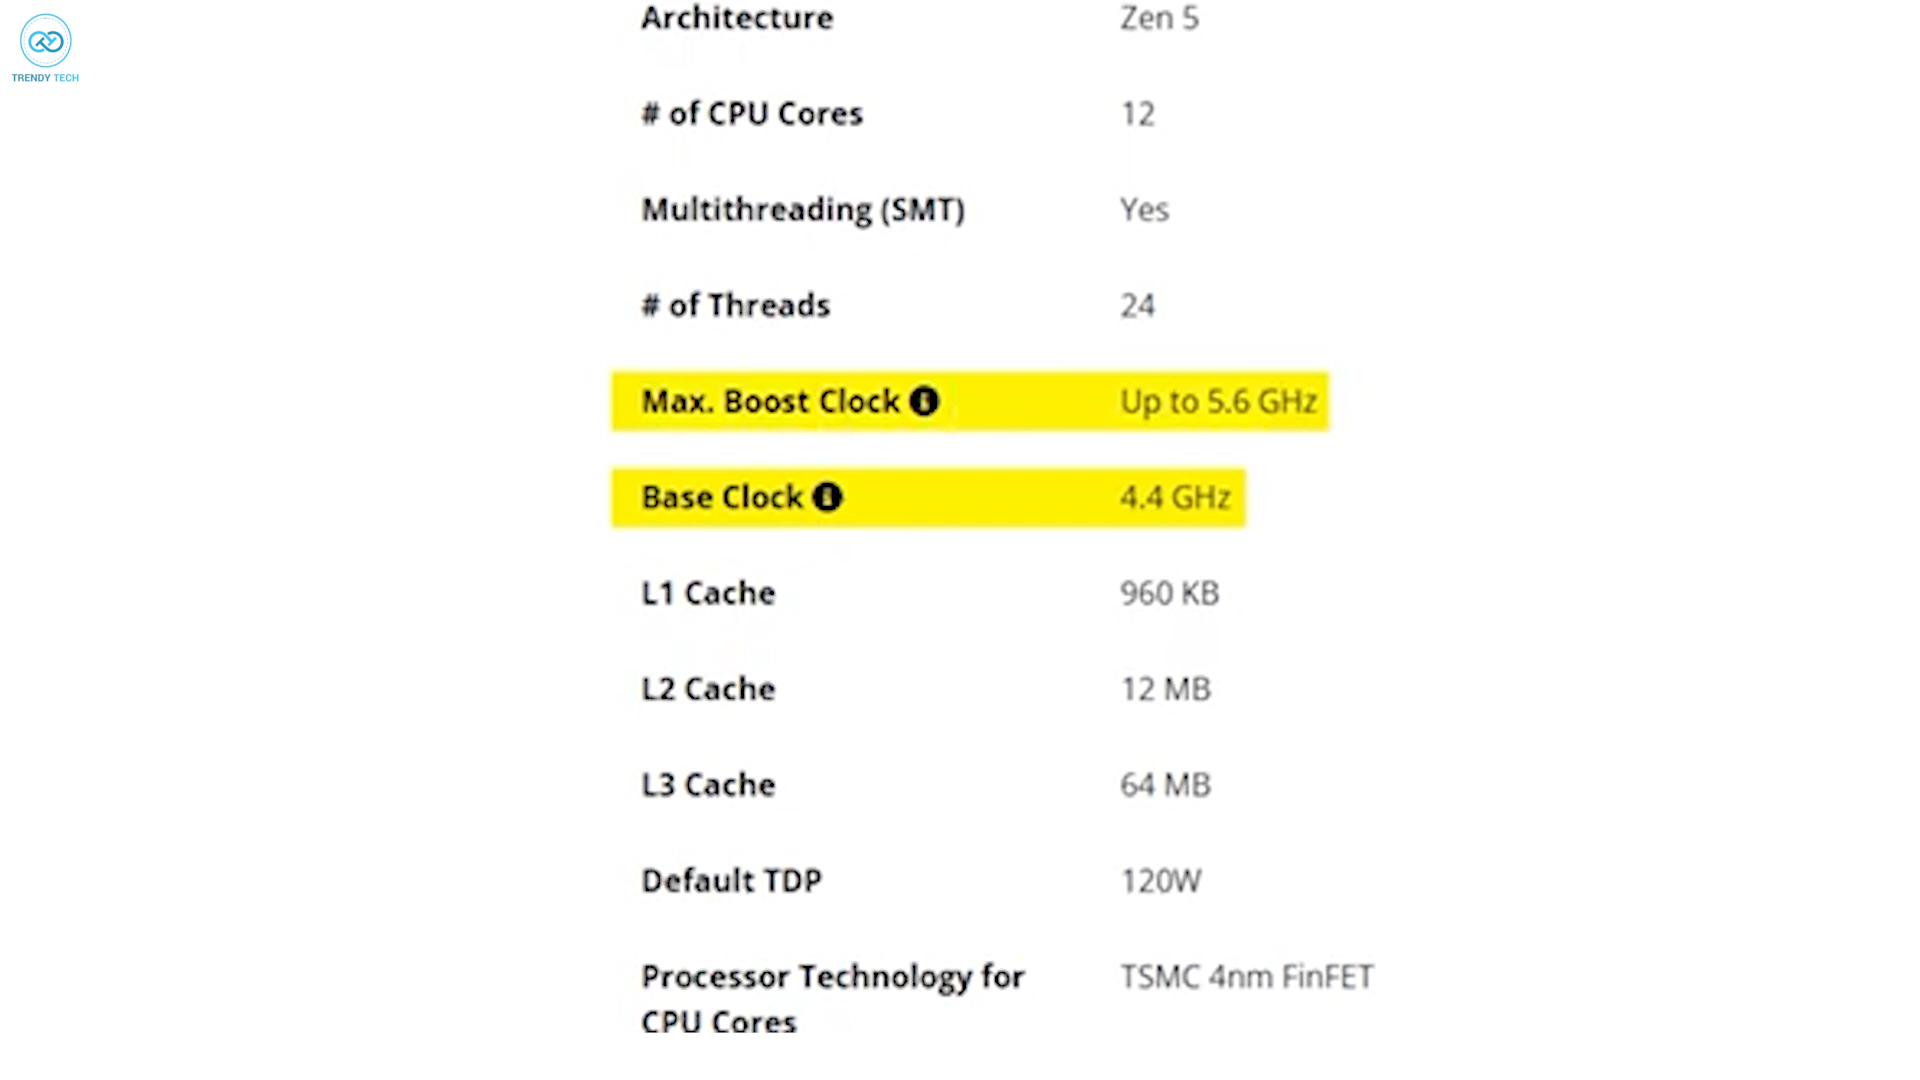 TRENDY TECH
Architecture Zen 5
# of CPU Cores 12
Multithreading (SMT) Yes
# of Threads 24
Max. Boost Clock Up to 5.6 GHz
Base Clock 4.4 GHz
L1 Cache 960 KB
L2 Cache 12 MB
L3 Cache 64 MB
Default TDP 120W
Processor Technology for TSMC 4nm FinFET
CPU Cores